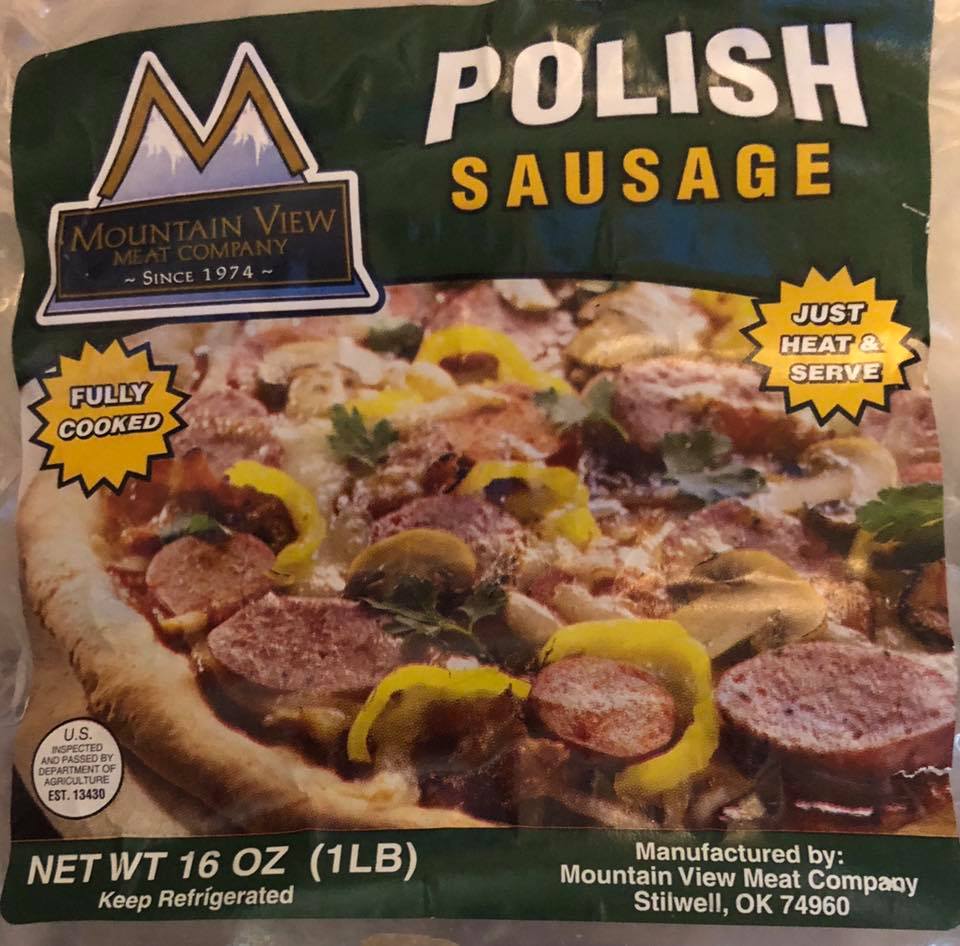 POLISH
SAUSAGE
MOUNTAIN VIEW
MEAT COMPANY
~ SINCE 1974 ~
JUST
HEAT &
SERVE
FULLY
COOKED
U.S.
INSPECTED
AND PASSED BY
DEPARTMENT OF
AGRICULTURE
EST. 13430
NET WT 16 OZ (1LB)
Keep Refrigerated
Manufactured by:
Mountain View Meat Company
Stilwell, OK 74960